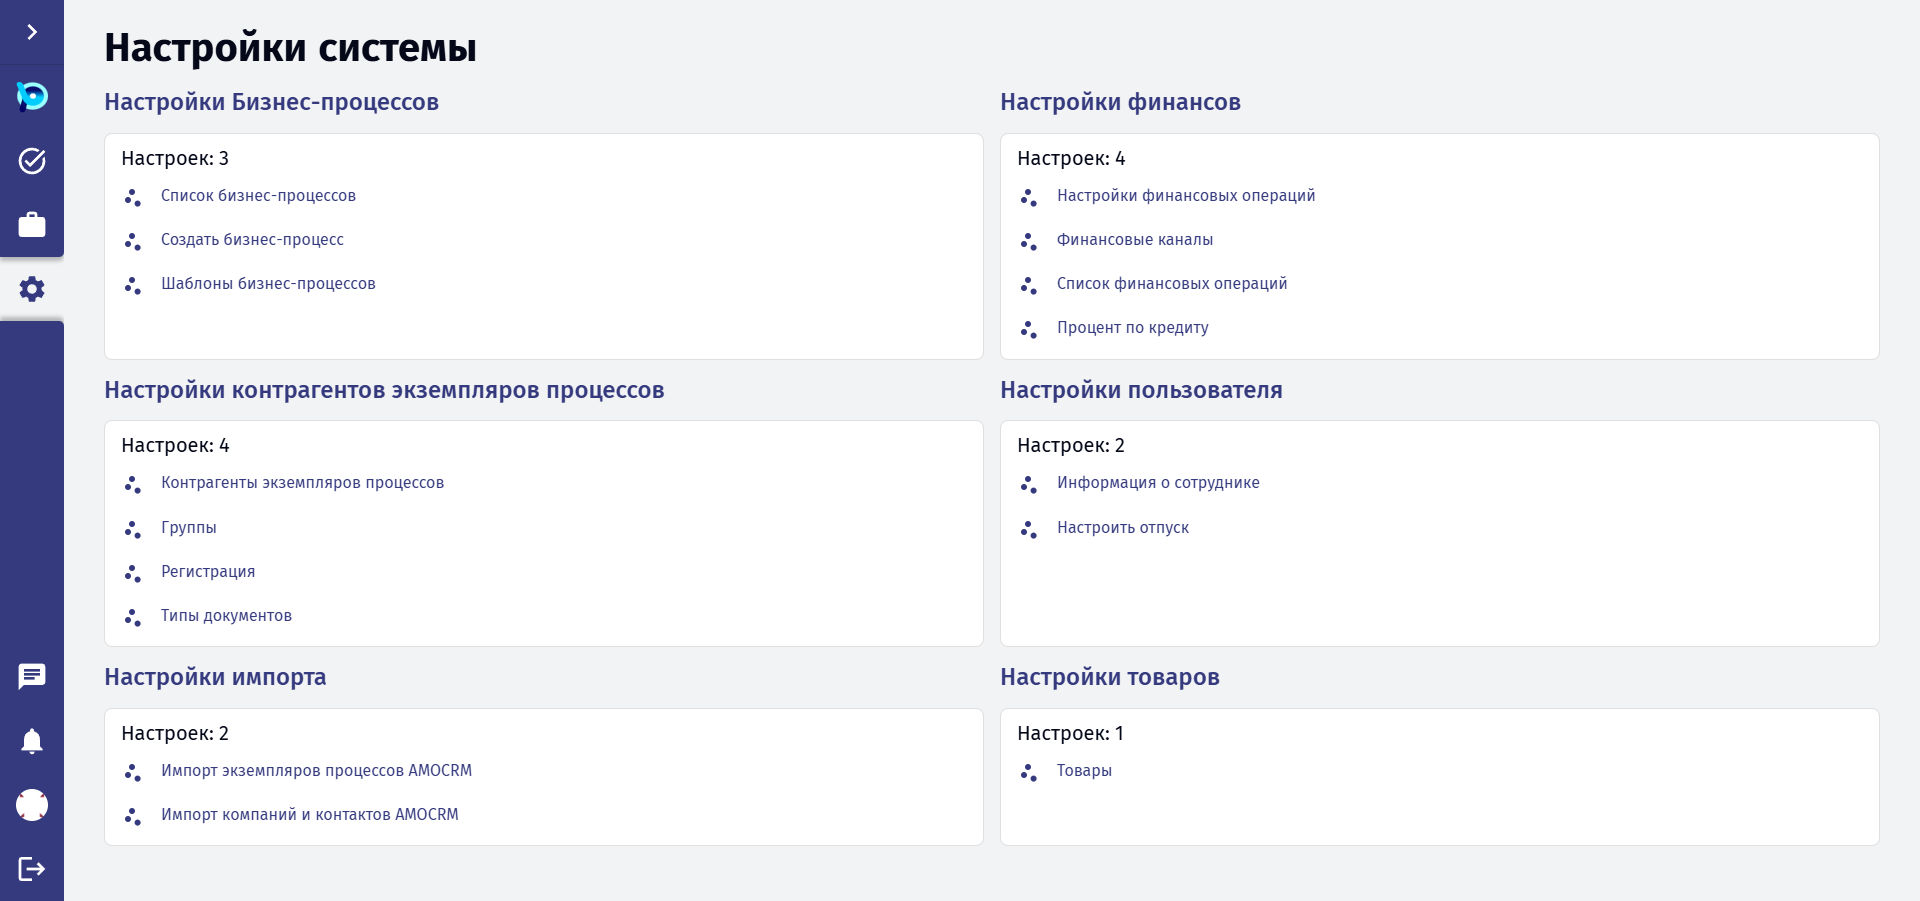 Настройки системы
Настройки Бизнес-процессов
Настроек: 3
Список бизнес-процессов
Создать бизнес-процесс
Шаблоны бизнес-процессов
Настройки финансов
Настроек: 4
Настройки финансовых операций
Финансовые каналы
Список финансовых операций
Процент по кредиту
Настройки контрагентов экземпляров процессов
Настроек: 4
Контрагенты экземпляров процессов
Группы
Регистрация
Типы документов
Настройки пользователя
Настроек: 2
Информация о сотруднике
Настроить отпуск
Настройки импорта
Настроек: 2
Импорт экземпляров процессов AMOCRM
Импорт компаний и контактов AMOCRM
Настройки товаров
Настроек: 1
Товары